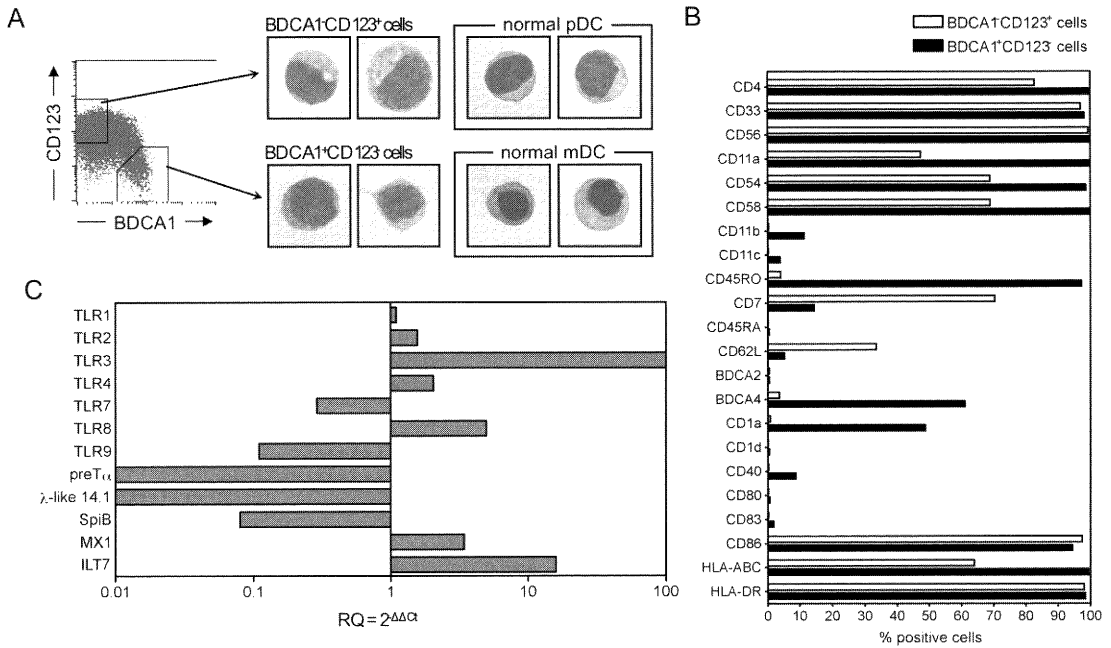 A
CD123
BDCA1
BDCA1⁻CD123⁺ cells
normal pDC
BDCA1⁺CD123⁻ cells
normal mDC
B
BDCA1⁻CD123⁺ cells
BDCA1⁺CD123⁻ cells
CD4
CD33
CD56
CD11a
CD54
CD58
CD11b
CD11c
CD45RO
CD7
CD45RA
CD62L
BDCA2
BDCA4
CD1a
CD1d
CD40
CD80
CD83
CD86
HLA-ABC
HLA-DR
0 10 20 30 40 50 60 70 80 90 100
% positive cells
C
TLR1
TLR2
TLR3
TLR4
TLR7
TLR8
TLR9
preTα
λ-like 14.1
SpiB
MX1
ILT7
0.01 0.1 1 10 100
RQ = 2^-ΔΔCt